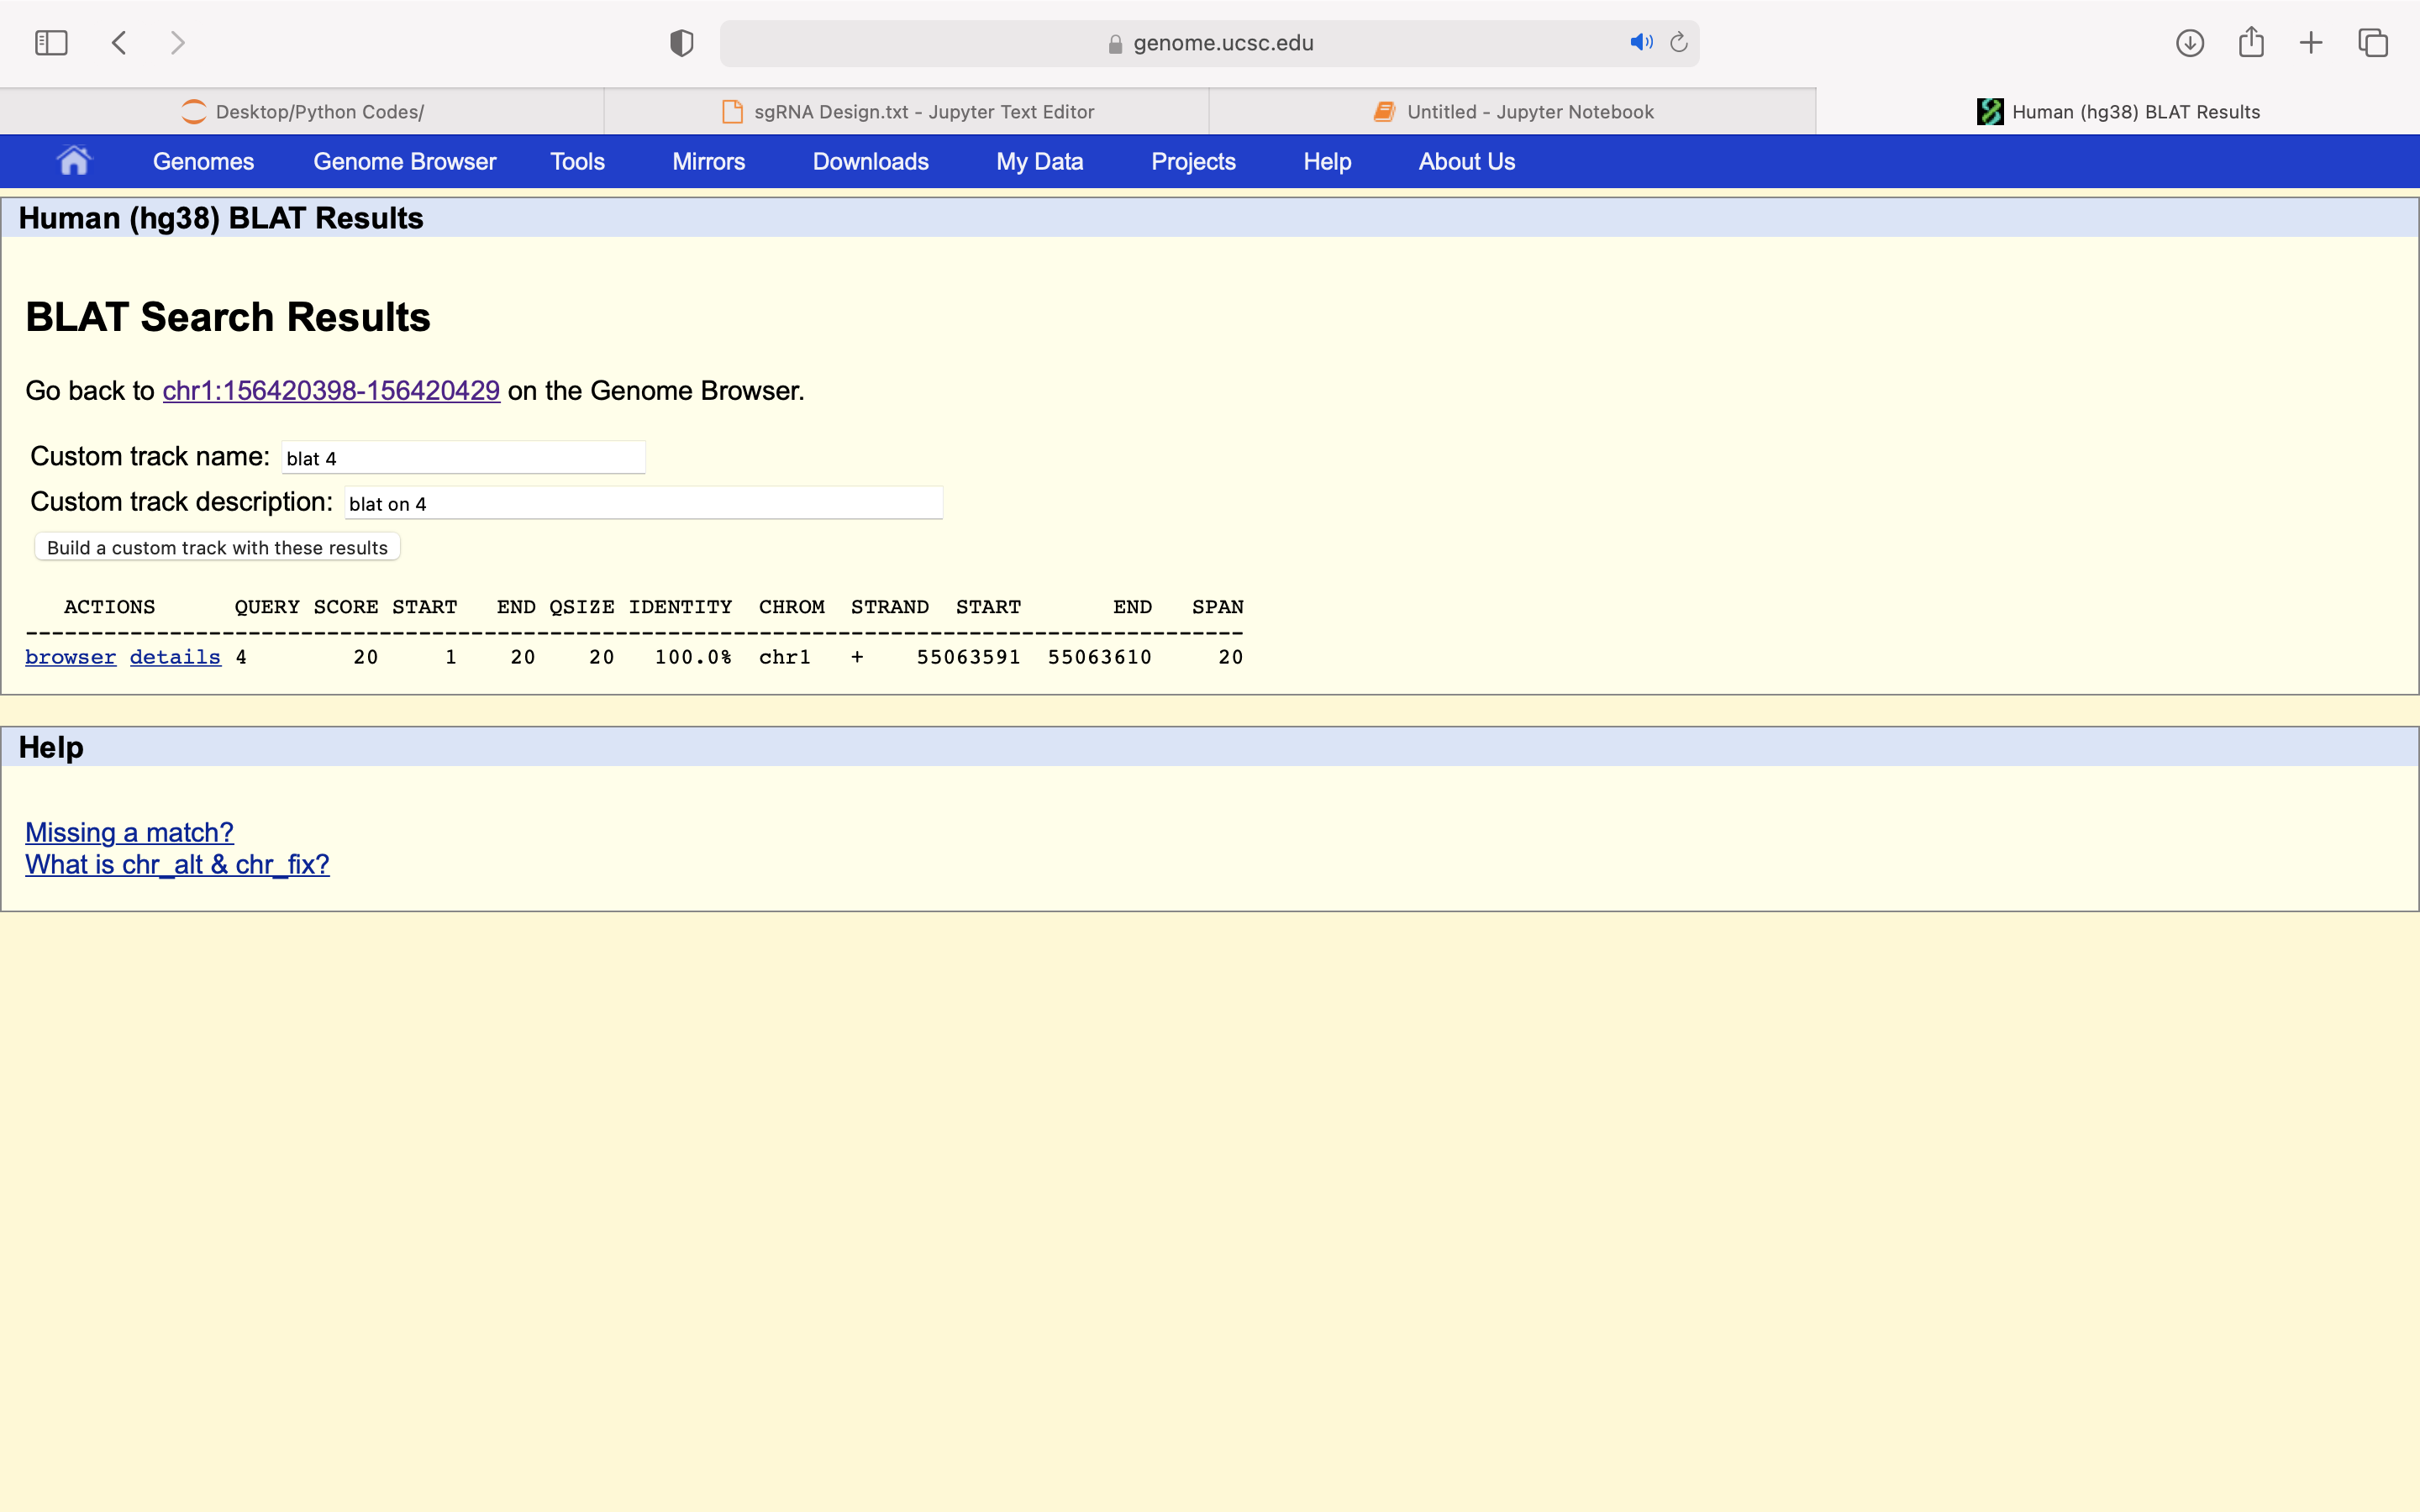 genome.ucsc.edu
Desktop/Python Codes/
sgRNA Design.txt - Jupyter Text Editor
Untitled - Jupyter Notebook
Human (hg38) BLAT Results
Genomes Genome Browser Tools Mirrors Downloads My Data Projects Help About Us
Human (hg38) BLAT Results
BLAT Search Results
Go back to chr1:156420398-156420429 on the Genome Browser.
Custom track name: blat 4
Custom track description: blat on 4
Build a custom track with these results
ACTIONS QUERY SCORE START END QSIZE IDENTITY CHROM STRAND START END SPAN
---------------------------------------------------------------------------------------------
browser details 4 20 1 20 20 100.0% chr1 + 55063591 55063610 20
Help
Missing a match?
What is chr_alt & chr_fix?